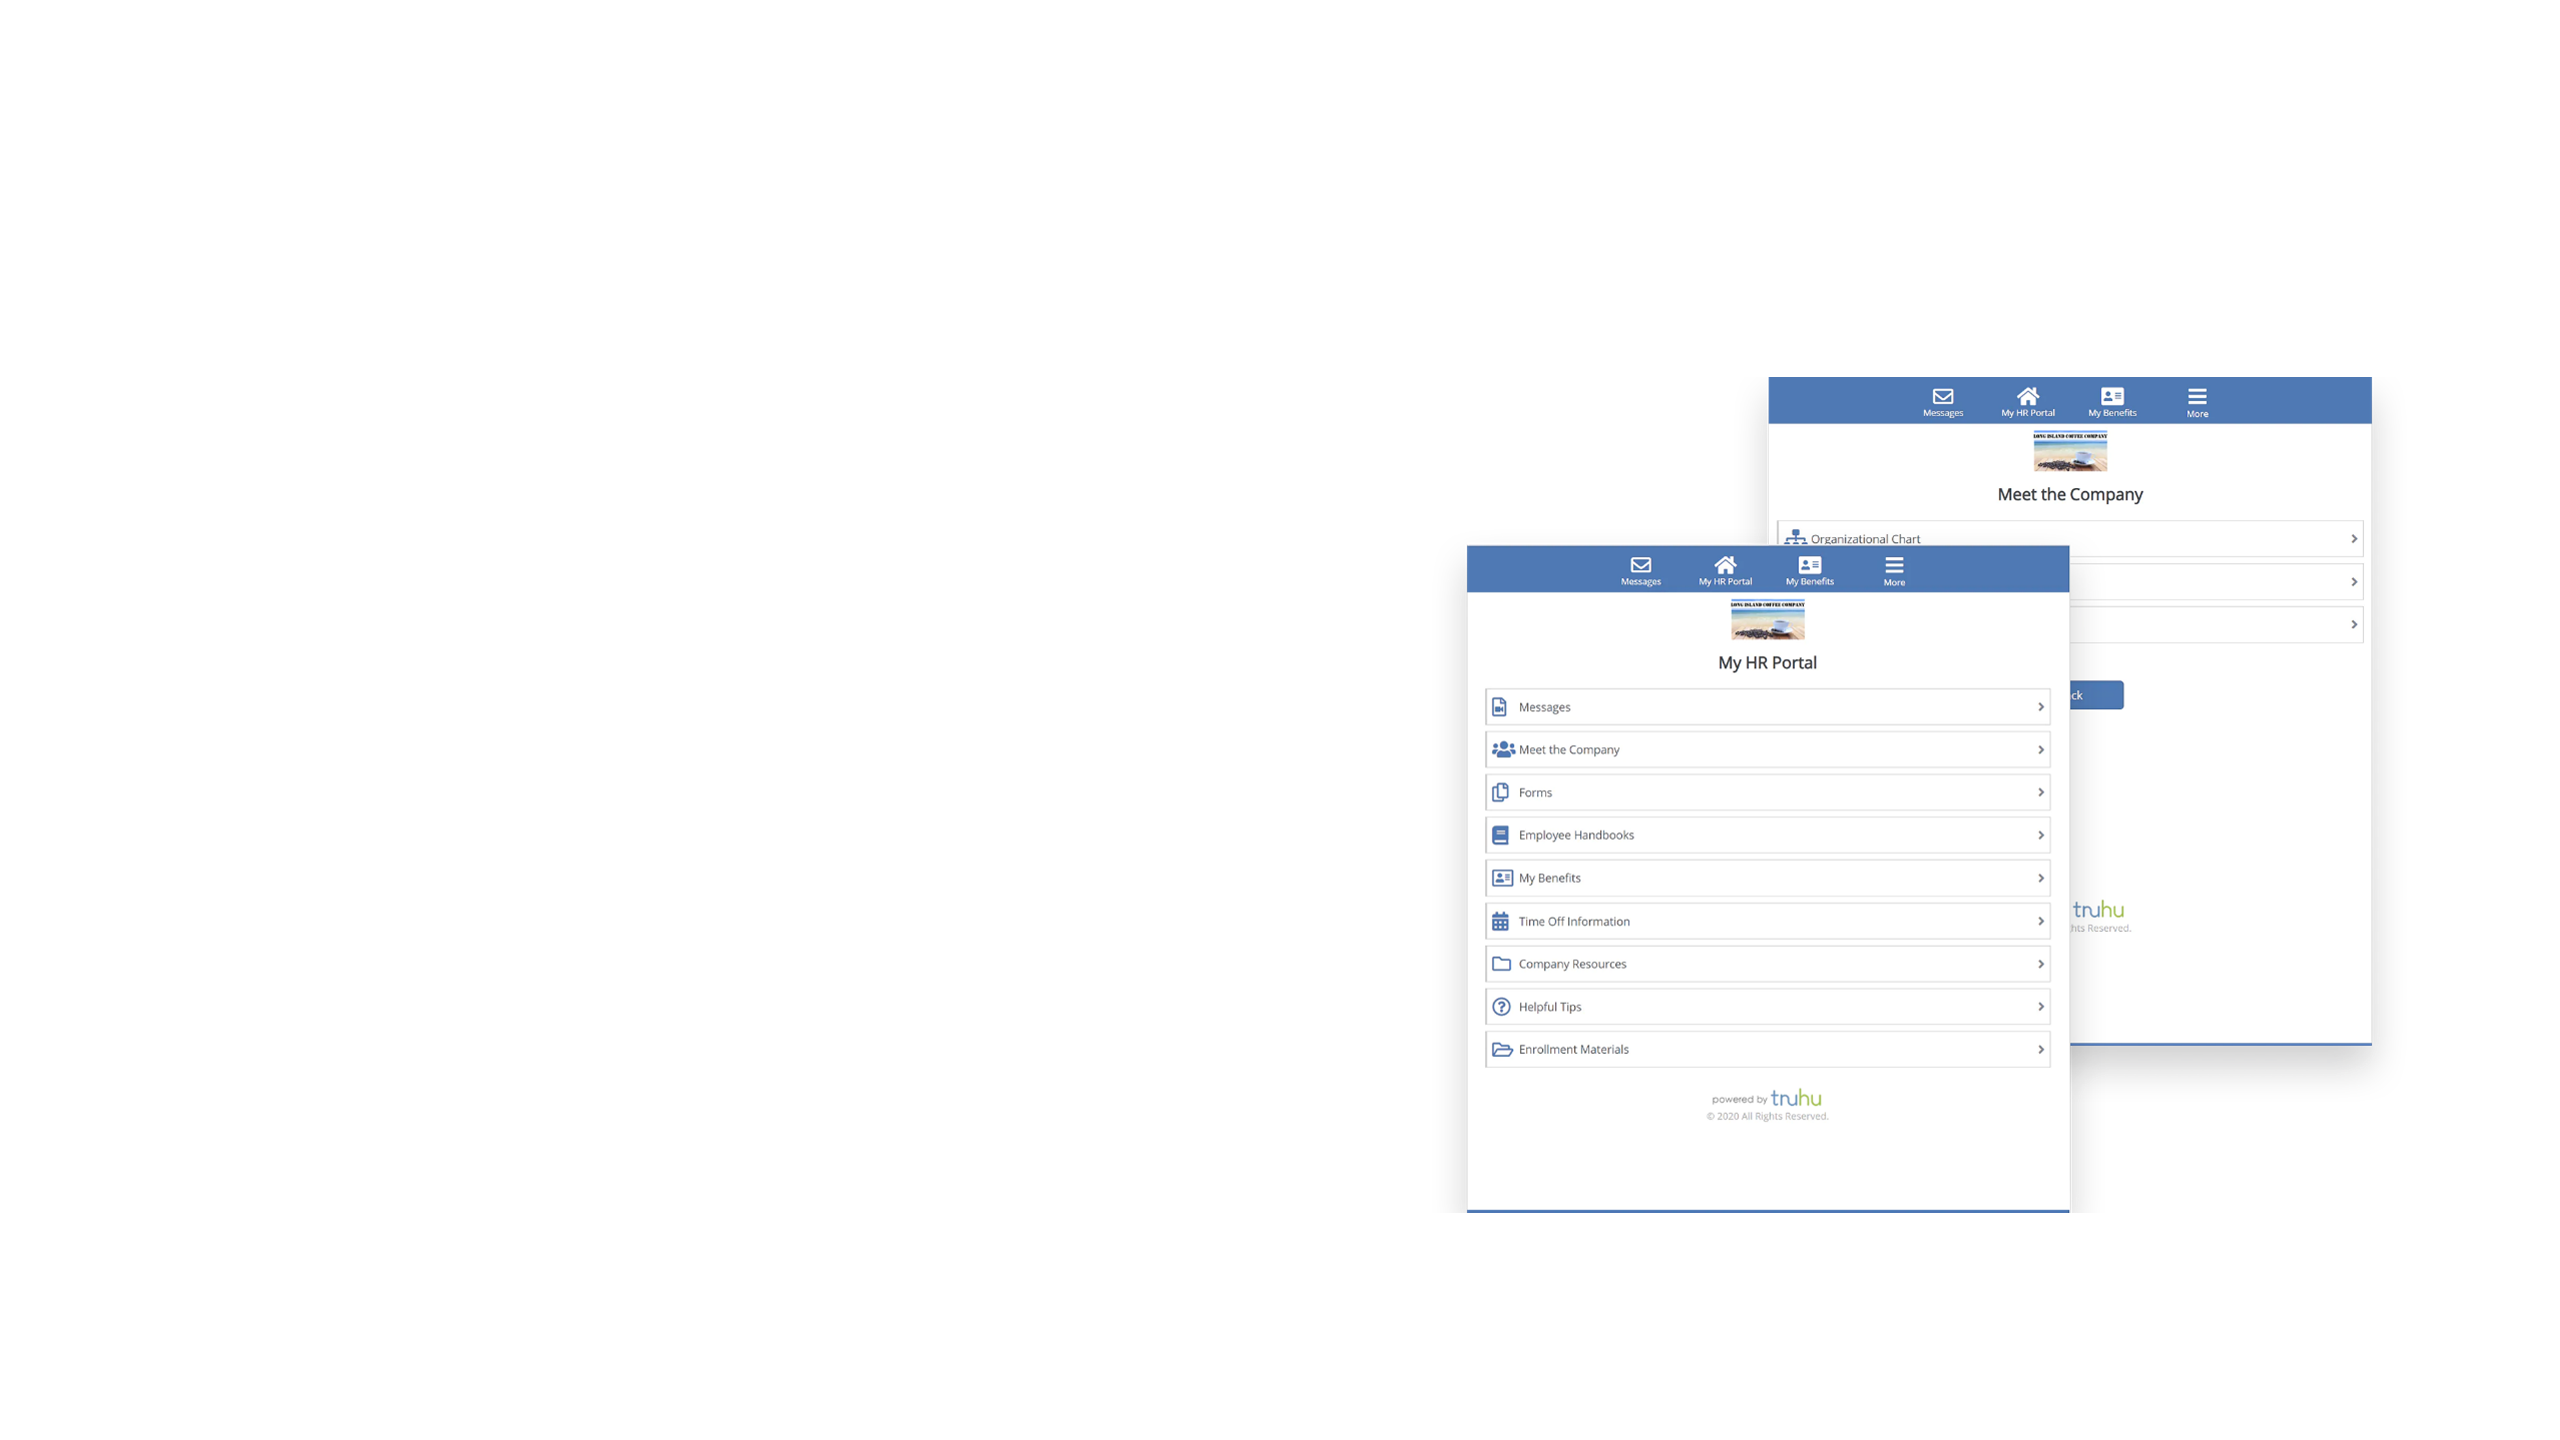 Messages
My HR Portal
My Benefits
More
LONG ISLAND COFFEE COMPANY
Meet the Company
Organizational Chart
ck
truhu
hts Reserved.
Messages
My HR Portal
My Benefits
More
LONG ISLAND COFFEE COMPANY
My HR Portal
Messages
Meet the Company
Forms
Employee Handbooks
My Benefits
Time Off Information
Company Resources
Helpful Tips
Enrollment Materials
powered by truhu
© 2020 All Rights Reserved.